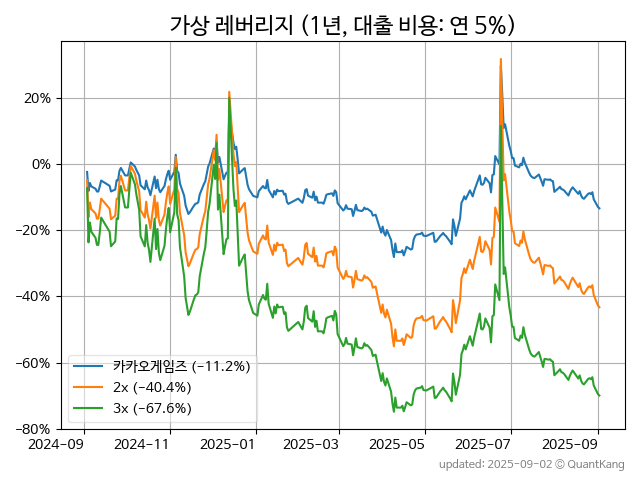 가상 레버리지 (1년, 대출 비용: 연 5%)
20%
0%
−20%
−40%
−60%
−80%
카카오게임즈 (−11.2%)
2x (−40.4%)
3x (−67.6%)
2024-09 2024-11 2025-01 2025-03 2025-05 2025-07 2025-09
updated: 2025-09-02 © QuantKang